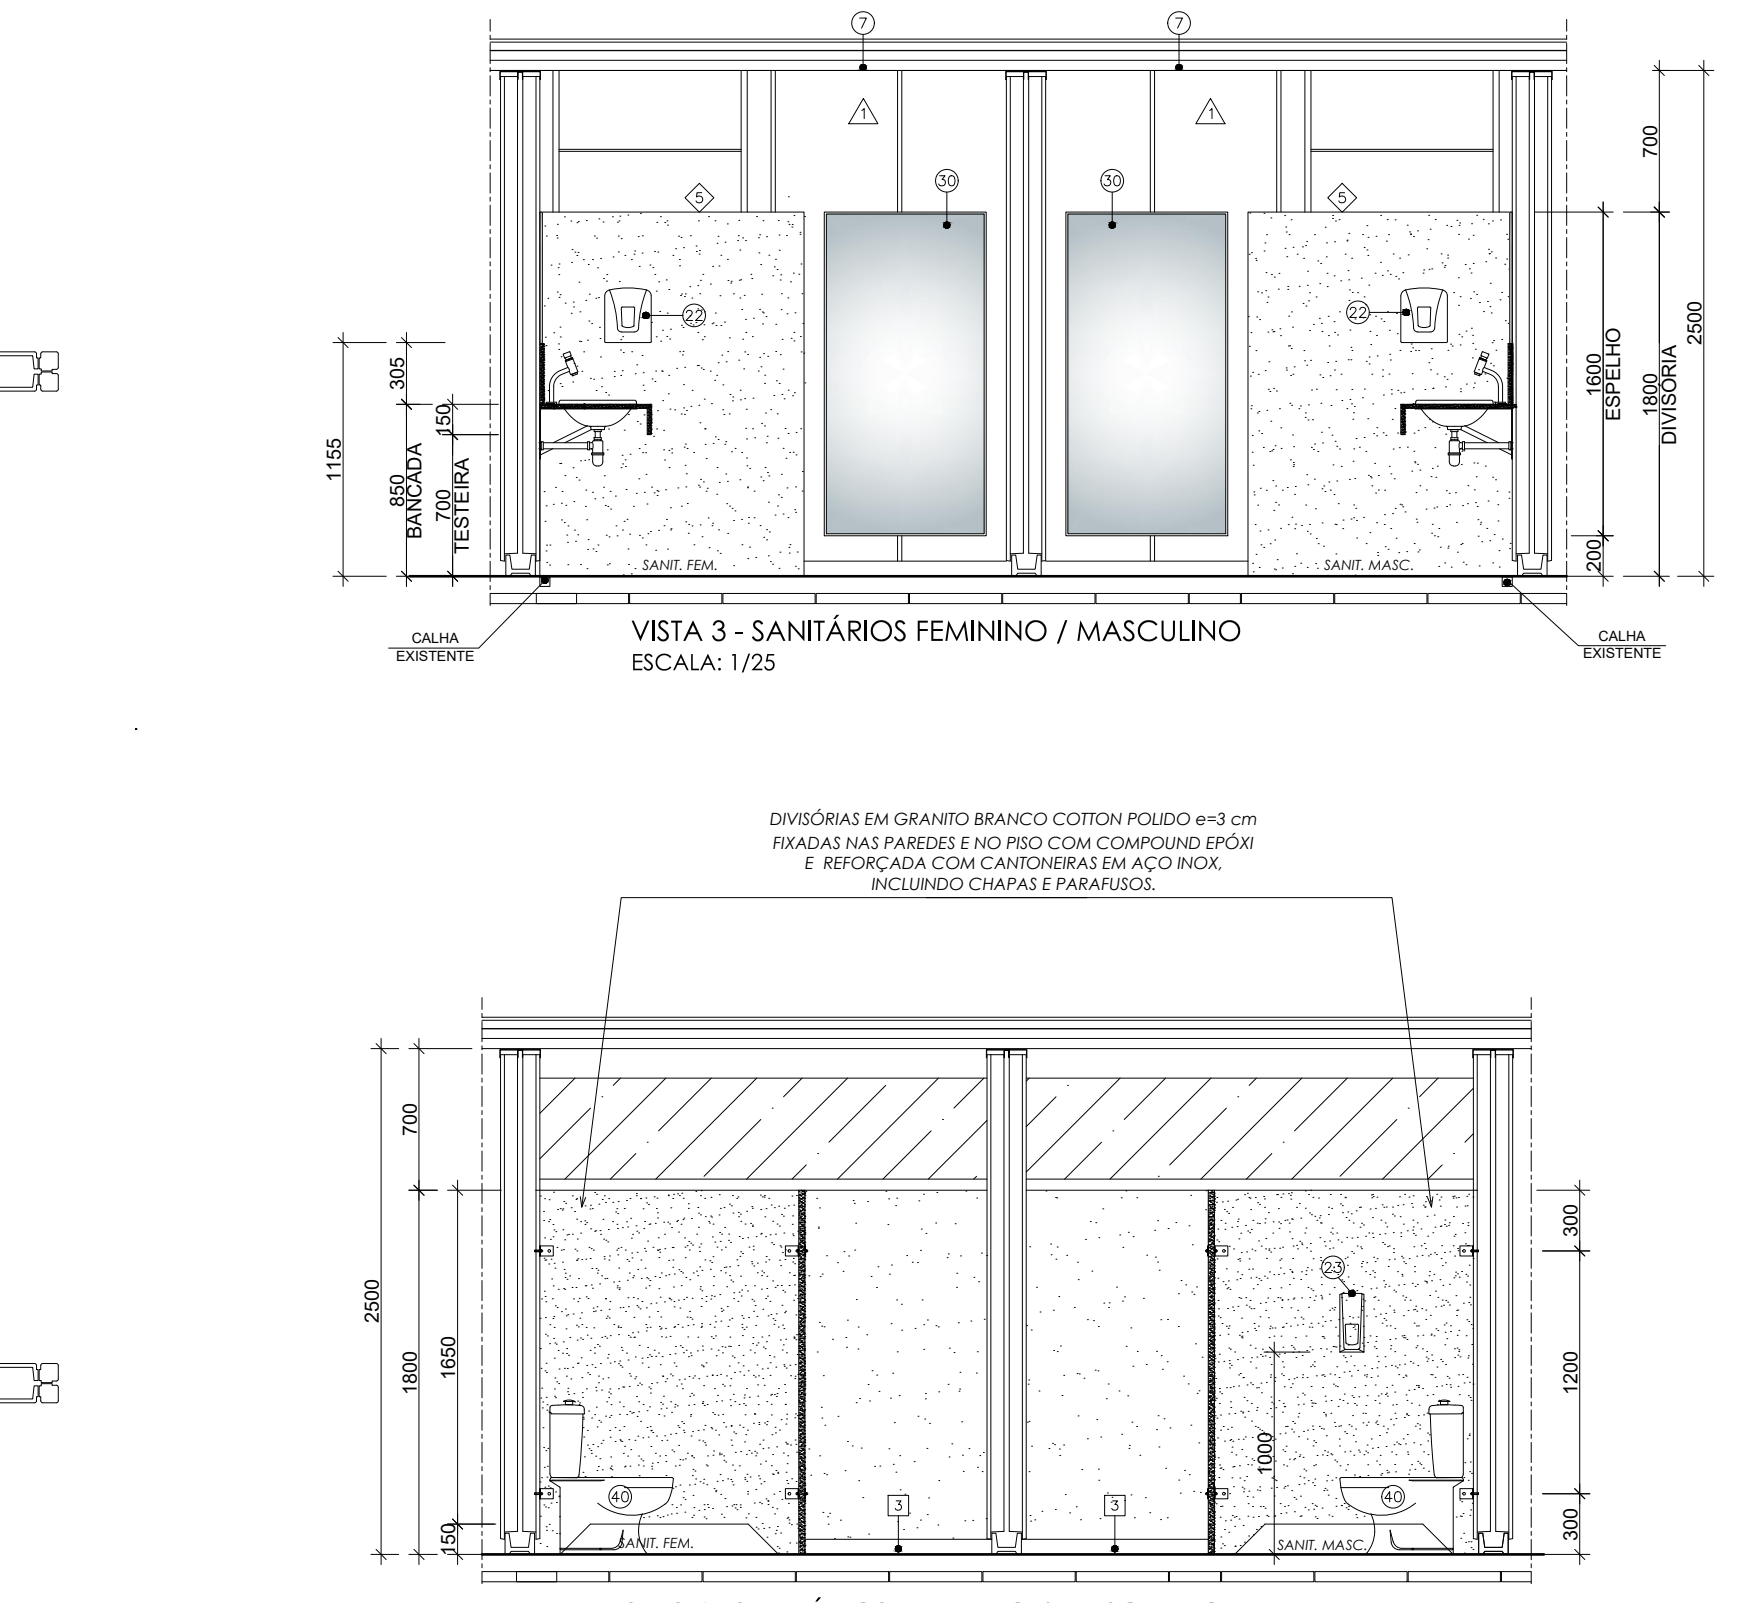 7
7
1
1
30
30
5
5
22
22
700
2500
1600
ESPELHO
1800
DIVISÓRIA
200
305
150
1155
850
BANCADA
700
TESTEIRA
SANIT. FEM.
SANIT. MASC.
CALHA
EXISTENTE
CALHA
EXISTENTE
VISTA 3 - SANITÁRIOS FEMININO / MASCULINO
ESCALA: 1/25
DIVISÓRIAS EM GRANITO BRANCO COTTON POLIDO e=3 cm
FIXADAS NAS PAREDES E NO PISO COM COMPOUND EPÓXI
E REFORÇADA COM CANTONEIRAS EM AÇO INOX,
INCLUINDO CHAPAS E PARAFUSOS.
700
2500
1800
1650
150
300
1200
300
23
1000
40
40
3
3
SANIT. FEM.
SANIT. MASC.